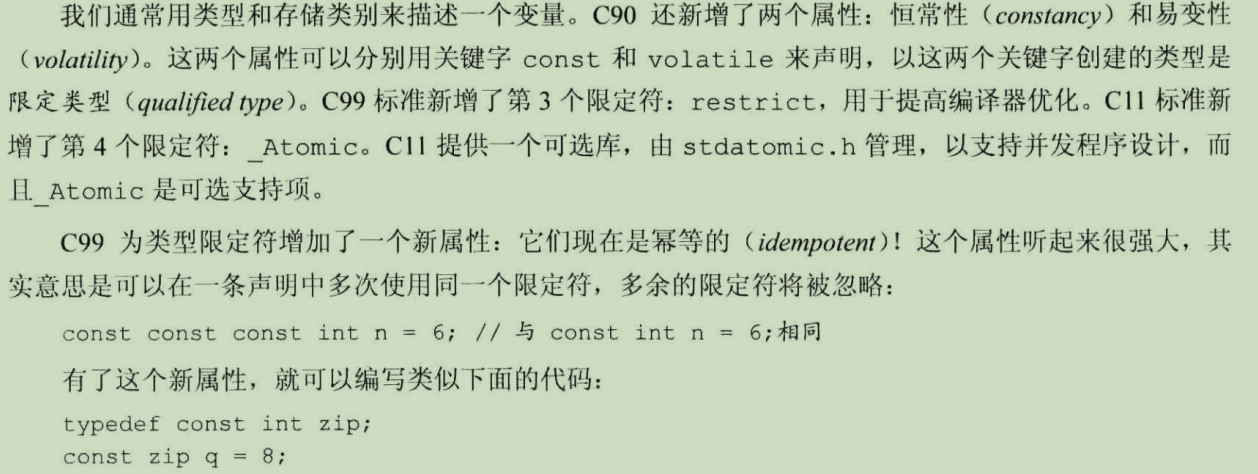 我们通常用类型和存储类别来描述一个变量。C90 还新增了两个属性：恒常性（constancy）和易变性
（volatility）。这两个属性可以分别用关键字 const 和 volatile 来声明，以这两个关键字创建的类型是
限定类型（qualified type）。C99 标准新增了第 3 个限定符：restrict，用于提高编译器优化。C11 标准新
增了第 4 个限定符：_Atomic。C11 提供一个可选库，由 stdatomic.h 管理，以支持并发程序设计，而
且_Atomic 是可选支持项。
C99 为类型限定符增加了一个新属性：它们现在是幂等的（idempotent）！这个属性听起来很强大，其
实意思是可以在一条声明中多次使用同一个限定符，多余的限定符将被忽略：
const const const int n = 6; // 与 const int n = 6;相同
有了这个新属性，就可以编写类似下面的代码：
typedef const int zip;
const zip q = 8;